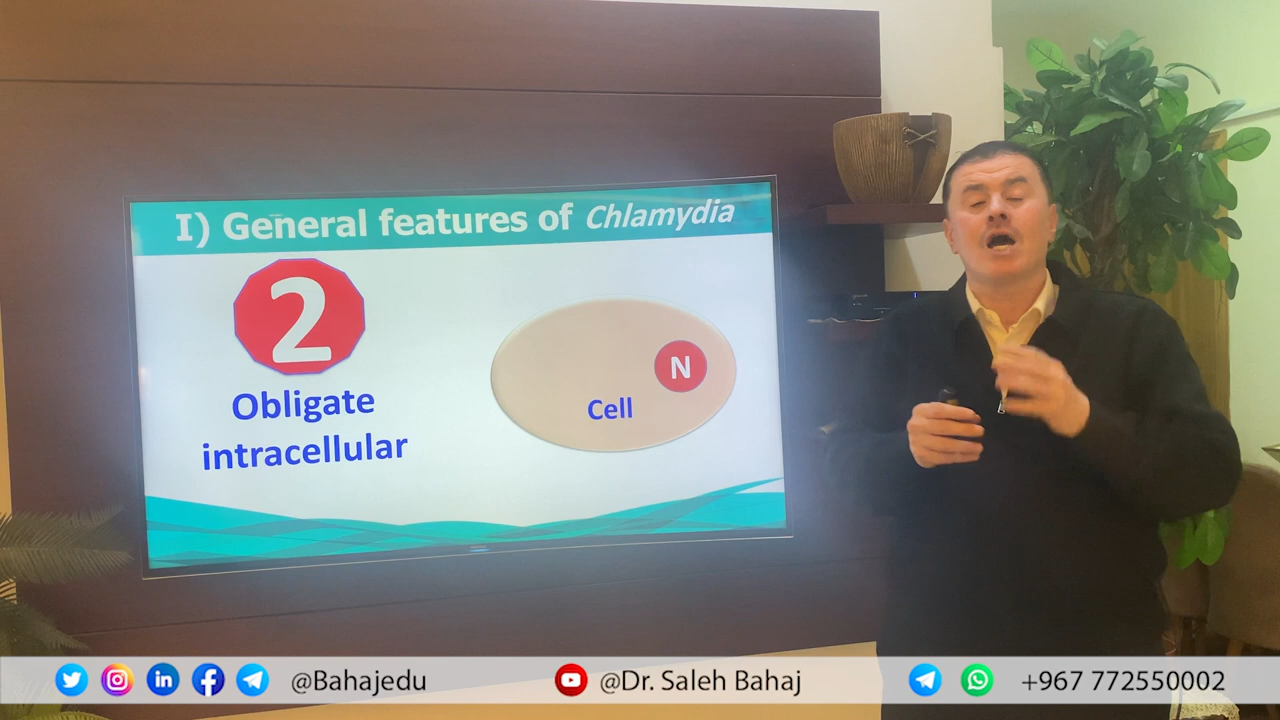 I) General features of Chlamydia
2
Obligate
intracellular
N
Cell
@Bahajedu
@Dr. Saleh Bahaj
+967 772550002